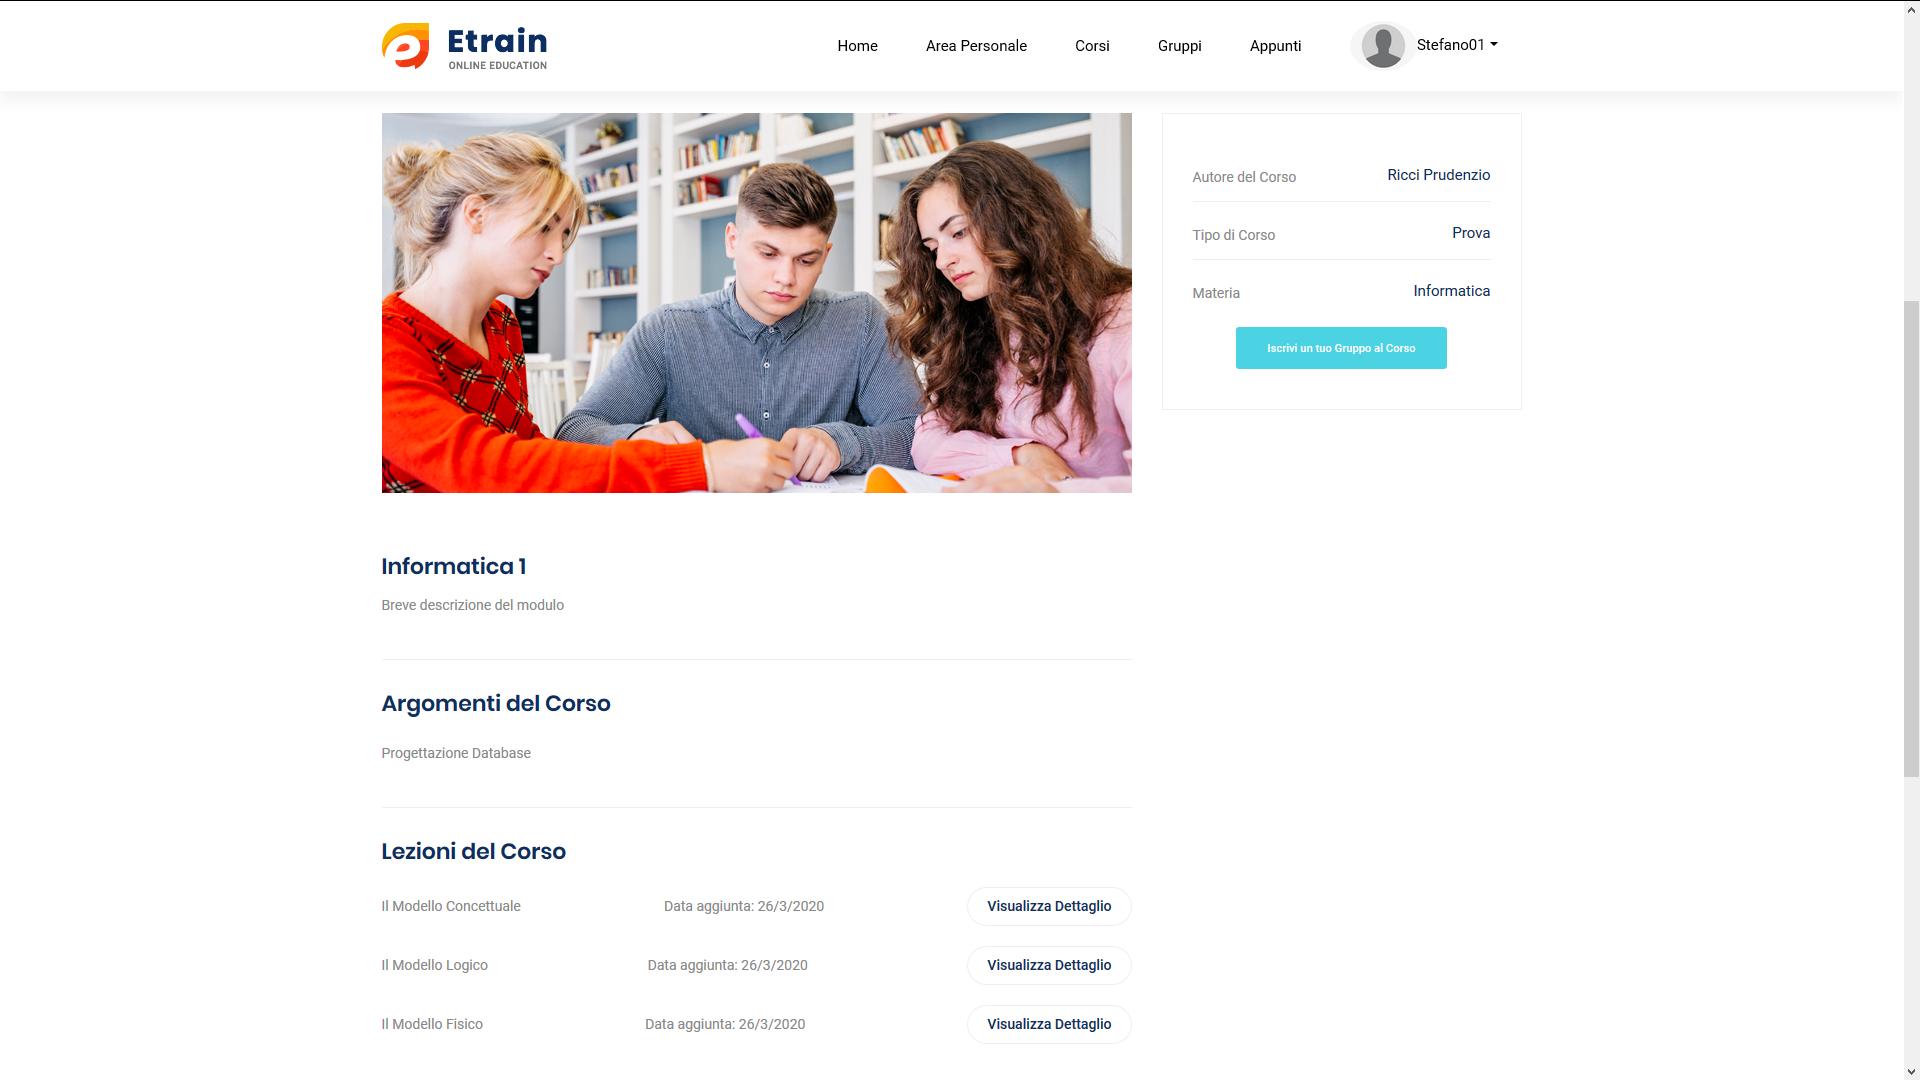 Etrain
ONLINE EDUCATION
Home Area Personale Corsi Gruppi Appunti Stefano01
Autore del Corso Ricci Prudenzio
Tipo di Corso Prova
Materia Informatica
Iscrivi un tuo Gruppo al Corso
Informatica 1
Breve descrizione del modulo
Argomenti del Corso
Progettazione Database
Lezioni del Corso
Il Modello Concettuale Data aggiunta: 26/3/2020 Visualizza Dettaglio
Il Modello Logico Data aggiunta: 26/3/2020 Visualizza Dettaglio
Il Modello Fisico Data aggiunta: 26/3/2020 Visualizza Dettaglio